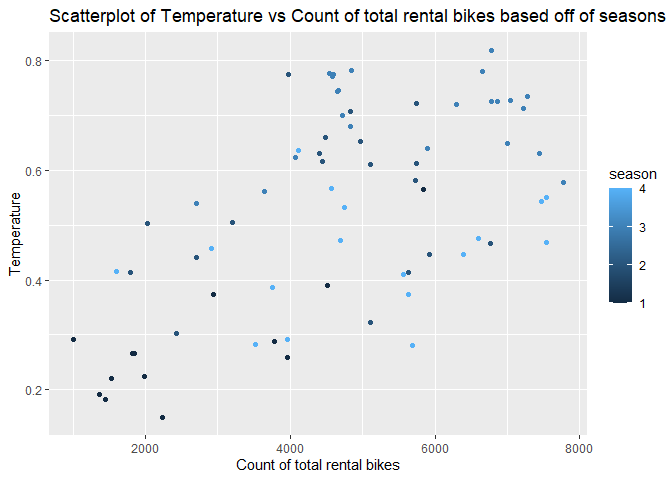 Scatterplot of Temperature vs Count of total rental bikes based off of seasons
0.8
0.6
0.4
0.2
Temperature
2000 4000 6000 8000
Count of total rental bikes
season
4
3
2
1